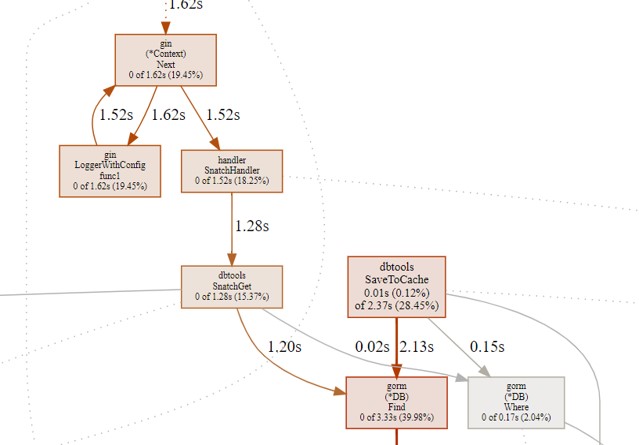 1.62s
gin
(*Context)
Next
0 of 1.62s (19.45%)
1.52s
1.62s
1.52s
gin
LoggerWithConfig
func1
0 of 1.62s (19.45%)
handler
SnatchHandler
0 of 1.52s (18.25%)
1.28s
dbtools
SnatchGet
0 of 1.28s (15.37%)
dbtools
SaveToCache
0.01s (0.12%)
of 2.37s (28.45%)
1.20s
0.02s
2.13s
0.15s
gorm
(*DB)
Find
0 of 3.33s (39.98%)
gorm
(*DB)
Where
0 of 0.17s (2.04%)